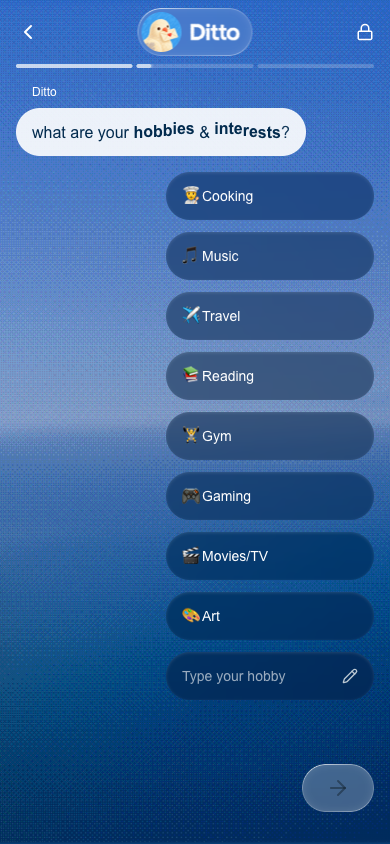 Ditto
Ditto
what are your hobbies & interests?
Cooking
Music
Travel
Reading
Gym
Gaming
Movies/TV
Art
Type your hobby